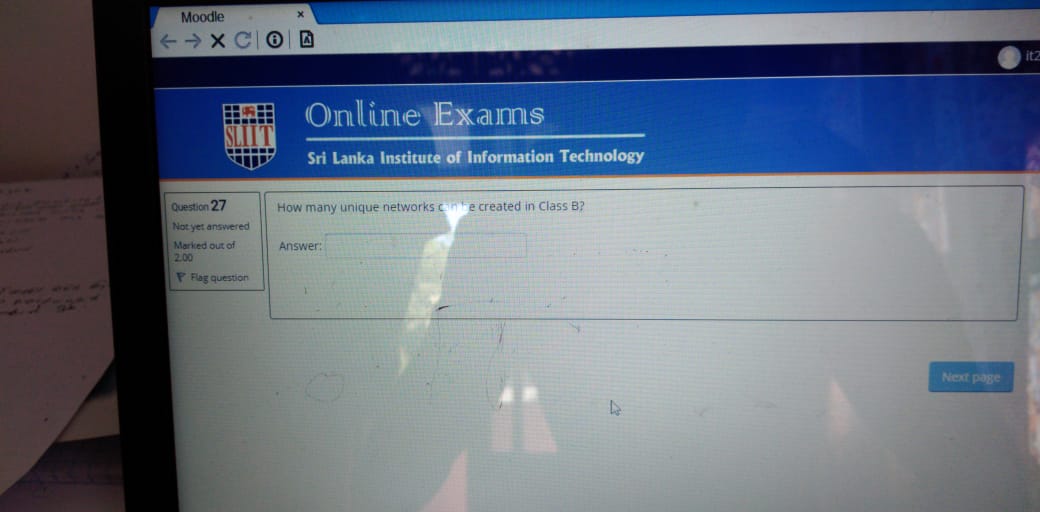 Moodle
it2
SLIIT
Online Exams
Sri Lanka Institute of Information Technology
Question 27
Not yet answered
Marked out of
2.00
Flag question
How many unique networks can be created in Class B?
Answer:
Next page